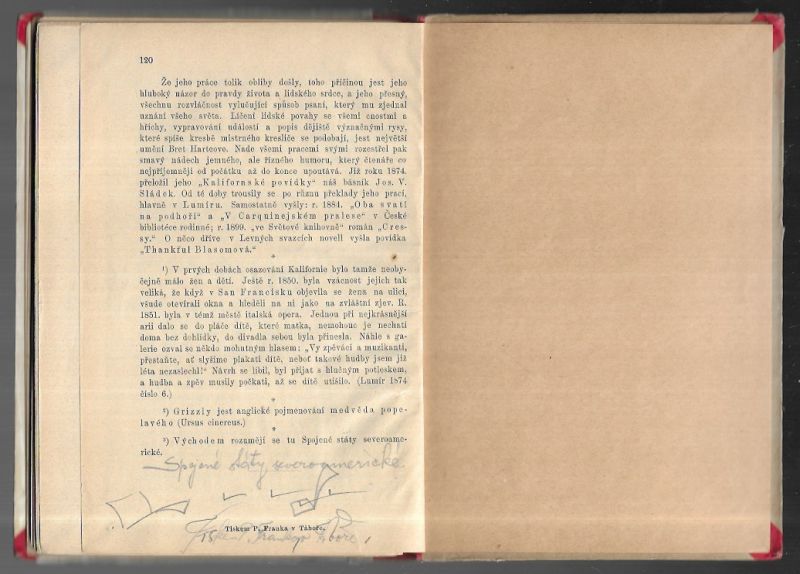 120
Že jeho práce tolik obliby došly, toho příčinou jest jeho
hluboký názor do pravdy života a lidského srdce, a jeho přesný,
všechnu rozvláčnost vylučující způsob psaní, který mu zjednal
uznání všeho světa. Líčení lidské povahy se všemi cnostmi a
hříchy, vypravování událostí a popis dějiště význačnými rysy,
které spíše kresbě mistrného kresliče se podobají, jest největší
umění Bret Harteovo. Nade všemi pracemi svými rozestřel pak
smavý nádech jemného, ale řízného humoru, který čtenáře co
nejpříjemněji od počátku až do konce upoutává. Již roku 1874.
přeložil jeho „Kalifornské povídky“ náš básník Jos. V.
Sládek. Od té doby trousily se po různu překlady jeho prací,
hlavně v Lumíru. Samostatně vyšly: r. 1884. „Oba svatí
na podhoří“ a „V Carquinejském pralese“ v České
bibliotéce rodinné; r. 1899. „ve Světové knihovně“ román „Cres-
sy.“ O něco dříve v Levných svazcích novell vyšla povídka
„Thankful Blasomová.“
*
¹) V prvých dobách osazování Kalifornie bylo tamže neoby-
čejně málo žen a dětí. Ještě r. 1850. byla vzácnost jejich tak
veliká, že když v San Francisku objevila se žena na ulici,
všude otevírali okna a hleděli na ni jako na zvláštní zjev. R.
1851. byla v témž městě italská opera. Jednou při nejkrásnější
arii dalo se do pláče dítě, které matka, nemohouc je nechati
doma bez dohlídky, do divadla sebou byla přinesla. Náhle s ga-
lerie ozval se někdo mohutným hlasem: „Vy zpěváci a muzikanti,
přestaňte, ať slyšíme plakati dítě, neboť takové hudby jsem již
léta nezaslechl!“ Návrh se líbil, byl přijat s hlučným potleskem,
a hudba a zpěv musily počkati, až se dítě utišilo. (Lumír 1874
číslo 6.)
*
²) Grizzly jest anglické pojmenování medvěda pope-
lavého (Ursus cinereus.)
*
³) Východem rozumějí se tu Spojené státy severoame-
rické.
Spojené státy severoamerické.
Tiskem P. Franka v Táboře.